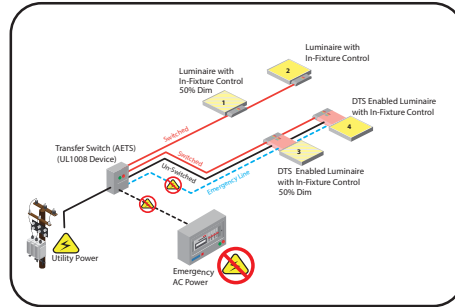 Luminaire with
In-Fixture Control
2
Luminaire with
In-Fixture Control
50% Dim
1
DTS Enabled Luminaire
with In-Fixture Control
4
Switched
Transfer Switch (AETS)
(UL1008 Device)
Switched
Un-Switched
Emergency Line
3
DTS Enabled Luminaire
with In-Fixture Control
50% Dim
Utility Power
Emergency
AC Power